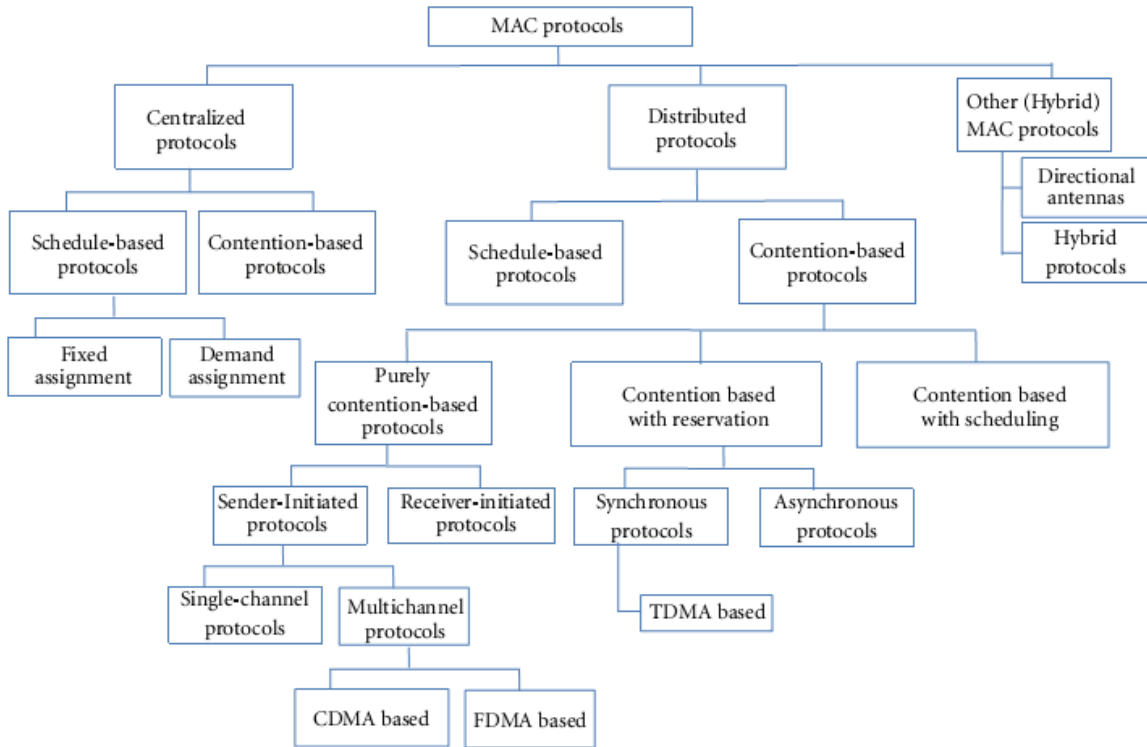 MAC protocols
Centralized
protocols
Distributed
protocols
Other (Hybrid)
MAC protocols
Directional
antennas
Hybrid
protocols
Schedule-based
protocols
Contention-based
protocols
Schedule-based
protocols
Contention-based
protocols
Fixed
assignment
Demand
assignment
Purely
contention-based
protocols
Contention based
with reservation
Contention based
with scheduling
Sender-Initiated
protocols
Receiver-initiated
protocols
Synchronous
protocols
Asynchronous
protocols
Single-channel
protocols
Multichannel
protocols
TDMA based
CDMA based
FDMA based